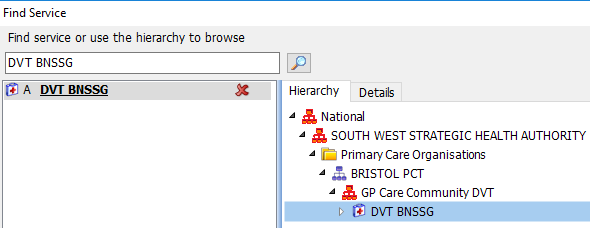 Find Service
Find service or use the hierarchy to browse
DVT BNSSG
A DVT BNSSG
Hierarchy Details
National
SOUTH WEST STRATEGIC HEALTH AUTHORITY
Primary Care Organisations
BRISTOL PCT
GP Care Community DVT
DVT BNSSG